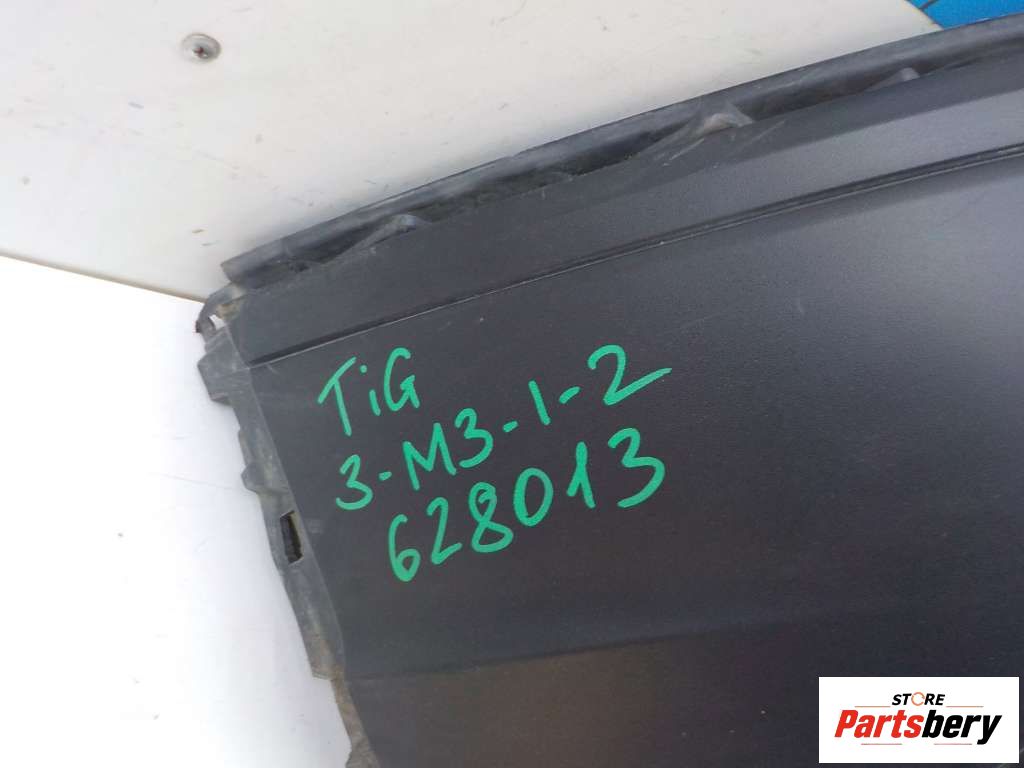 TiG
3-M3-1-2
628013
STORE
Partsbery